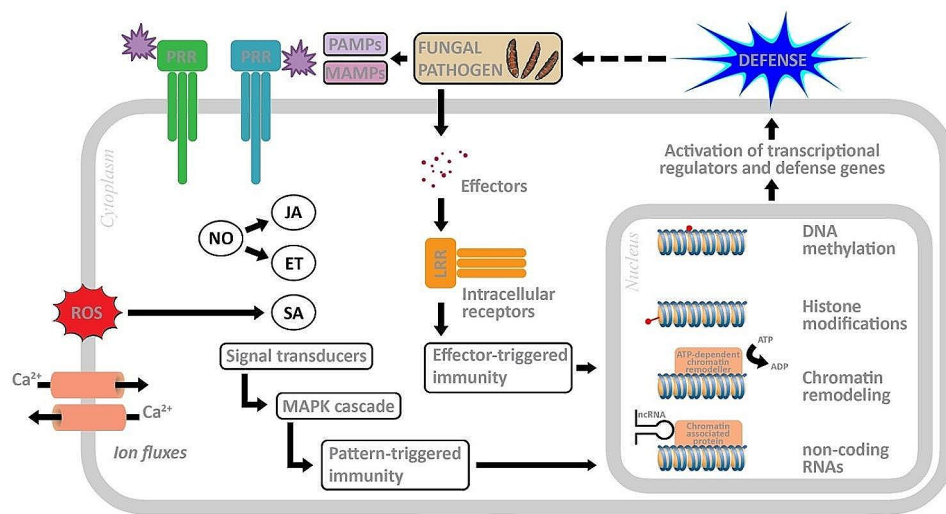 PRR
PRR
PAMPs
MAMPs
FUNGAL
PATHOGEN
DEFENSE
Cytoplasm
Activation of transcriptional
regulators and defense genes
Effectors
NO
JA
ET
SA
ROS
LRR
Intracellular
receptors
Signal transducers
MAPK cascade
Pattern-triggered
immunity
Effector-triggered
immunity
Ca²⁺
Ca²⁺
Ion fluxes
Nucleus
DNA
methylation
Histone
modifications
ATP-dependent
chromatin
remodeller
ATP
ADP
Chromatin
remodeling
ncRNA
Chromatin
associated
protein
non-coding
RNAs